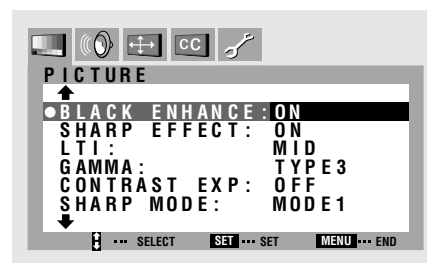 CC
PICTURE
BLACK ENHANCE: ON
SHARP EFFECT: ON
LTI: MID
GAMMA: TYPE3
CONTRAST EXP: OFF
SHARP MODE: MODE1
SELECT SET SET MENU END